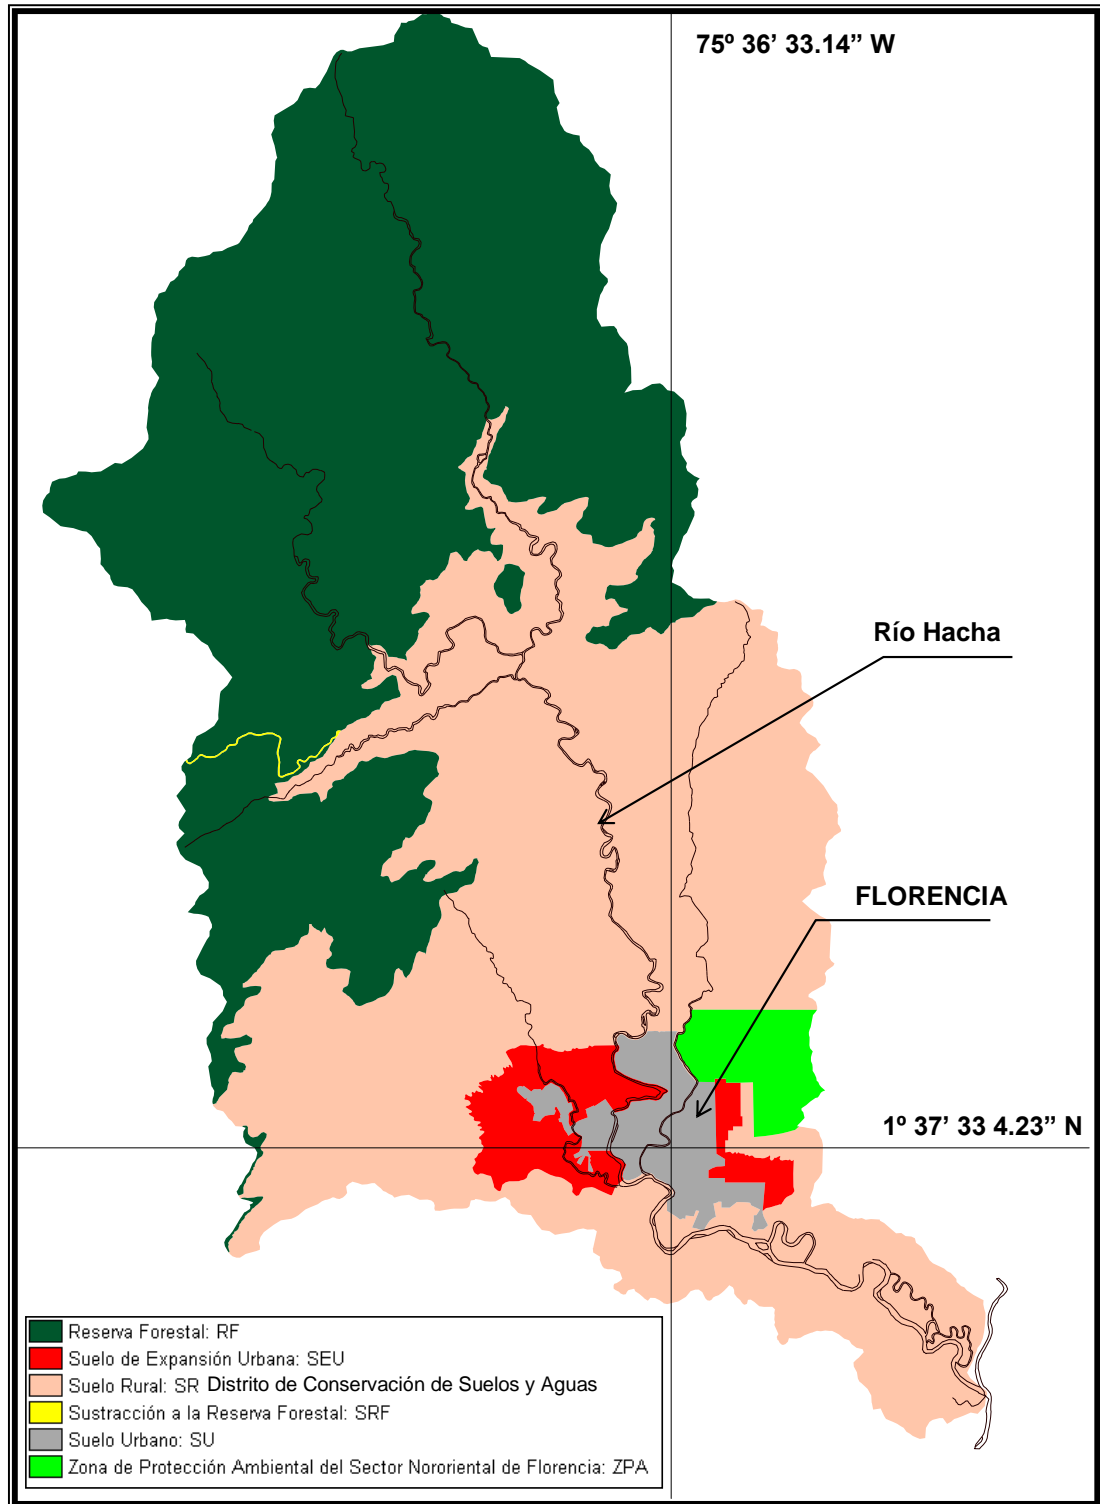 75º 36’ 33.14” W
Río Hacha
FLORENCIA
1º 37’ 33 4.23” N
Reserva Forestal: RF
Suelo de Expansión Urbana: SEU
Suelo Rural: SR Distrito de Conservación de Suelos y Aguas
Sustracción a la Reserva Forestal: SRF
Suelo Urbano: SU
Zona de Protección Ambiental del Sector Nororiental de Florencia: ZPA